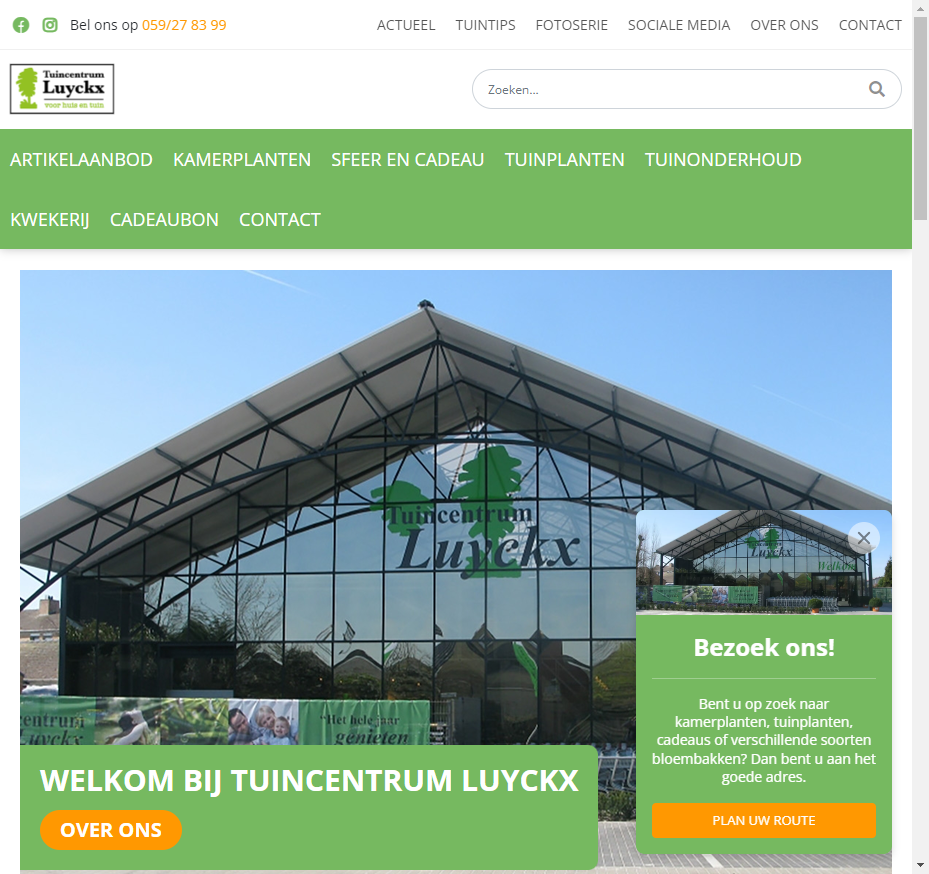 Bel ons op 059/27 83 99
ACTUEEL TUINTIPS FOTOSERIE SOCIALE MEDIA OVER ONS CONTACT
Tuincentrum
Luyckx
voor huis en tuin
Zoeken...
ARTIKELAANBOD KAMERPLANTEN SFEER EN CADEAU TUINPLANTEN TUINONDERHOUD
KWEKERIJ CADEAUBON CONTACT
Tuincentrum
Luyckx
centrum
Luyckx
"Het hele jaar
genieten
WELKOM BIJ TUINCENTRUM LUYCKX
OVER ONS
Luyckx
Welkom
Bezoek ons!
Bent u op zoek naar
kamerplanten, tuinplanten,
cadeaus of verschillende soorten
bloembakken? Dan bent u aan het
goede adres.
PLAN UW ROUTE